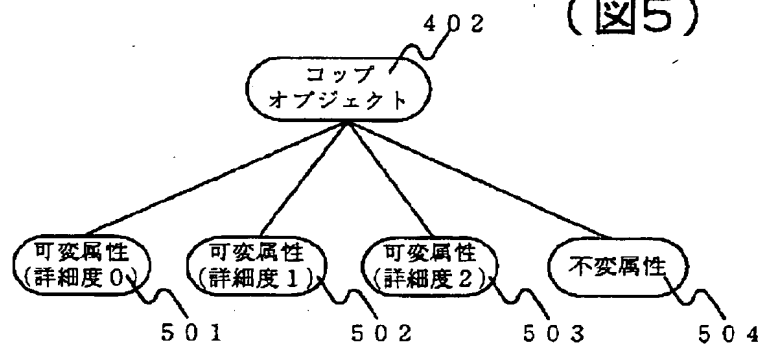 (図5)
402
コップ
オブジェクト
可変属性
(詳細度0)
可変属性
(詳細度1)
可変属性
(詳細度2)
不変属性
501
502
503
504